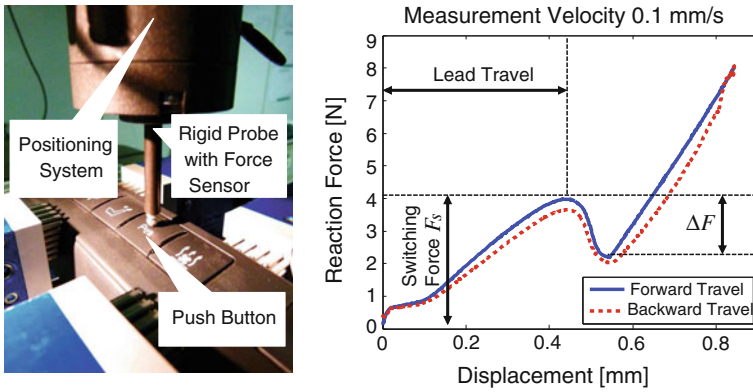 Positioning
System
Rigid Probe
with Force
Sensor
Push Button
Measurement Velocity 0.1 mm/s
Reaction Force [N]
9
8
7
6
5
4
3
2
1
0
Lead Travel
Switching
Force Fs
ΔF
Forward Travel
Backward Travel
0
0.2
0.4
0.6
0.8
Displacement [mm]